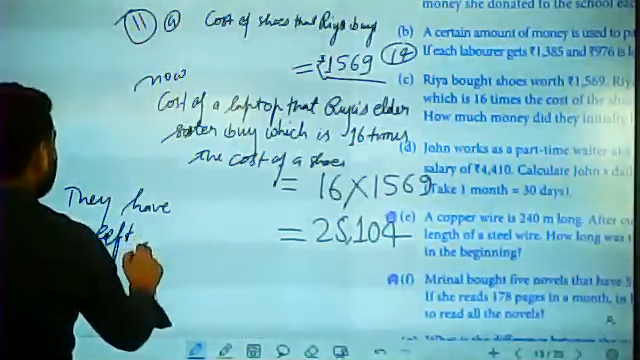 11 a Cost of shoes that Riya buy
= ₹1569
now
Cost of a laptop that Riya's elder
sister buy which is 16 times
the cost of a shoes
= 16 × 1569
= 25,104
They have
left
money she donated to the school
(b) A certain amount of money is used to
If each labourer gets ₹1,385 and ₹976 is
(c) Riya bought shoes worth ₹1,569.
which is 16 times the cost of the
How much money did they
(d) John works as a part-time waiter
salary of ₹4,410. Calculate John's
Take 1 month = 30 days).
(e) A copper wire is 240 m long. After
length of a steel wire. How long was
in the beginning?
(f) Mrinal bought five novels that have
If she reads 178 pages in a month, in
to read all the novels?